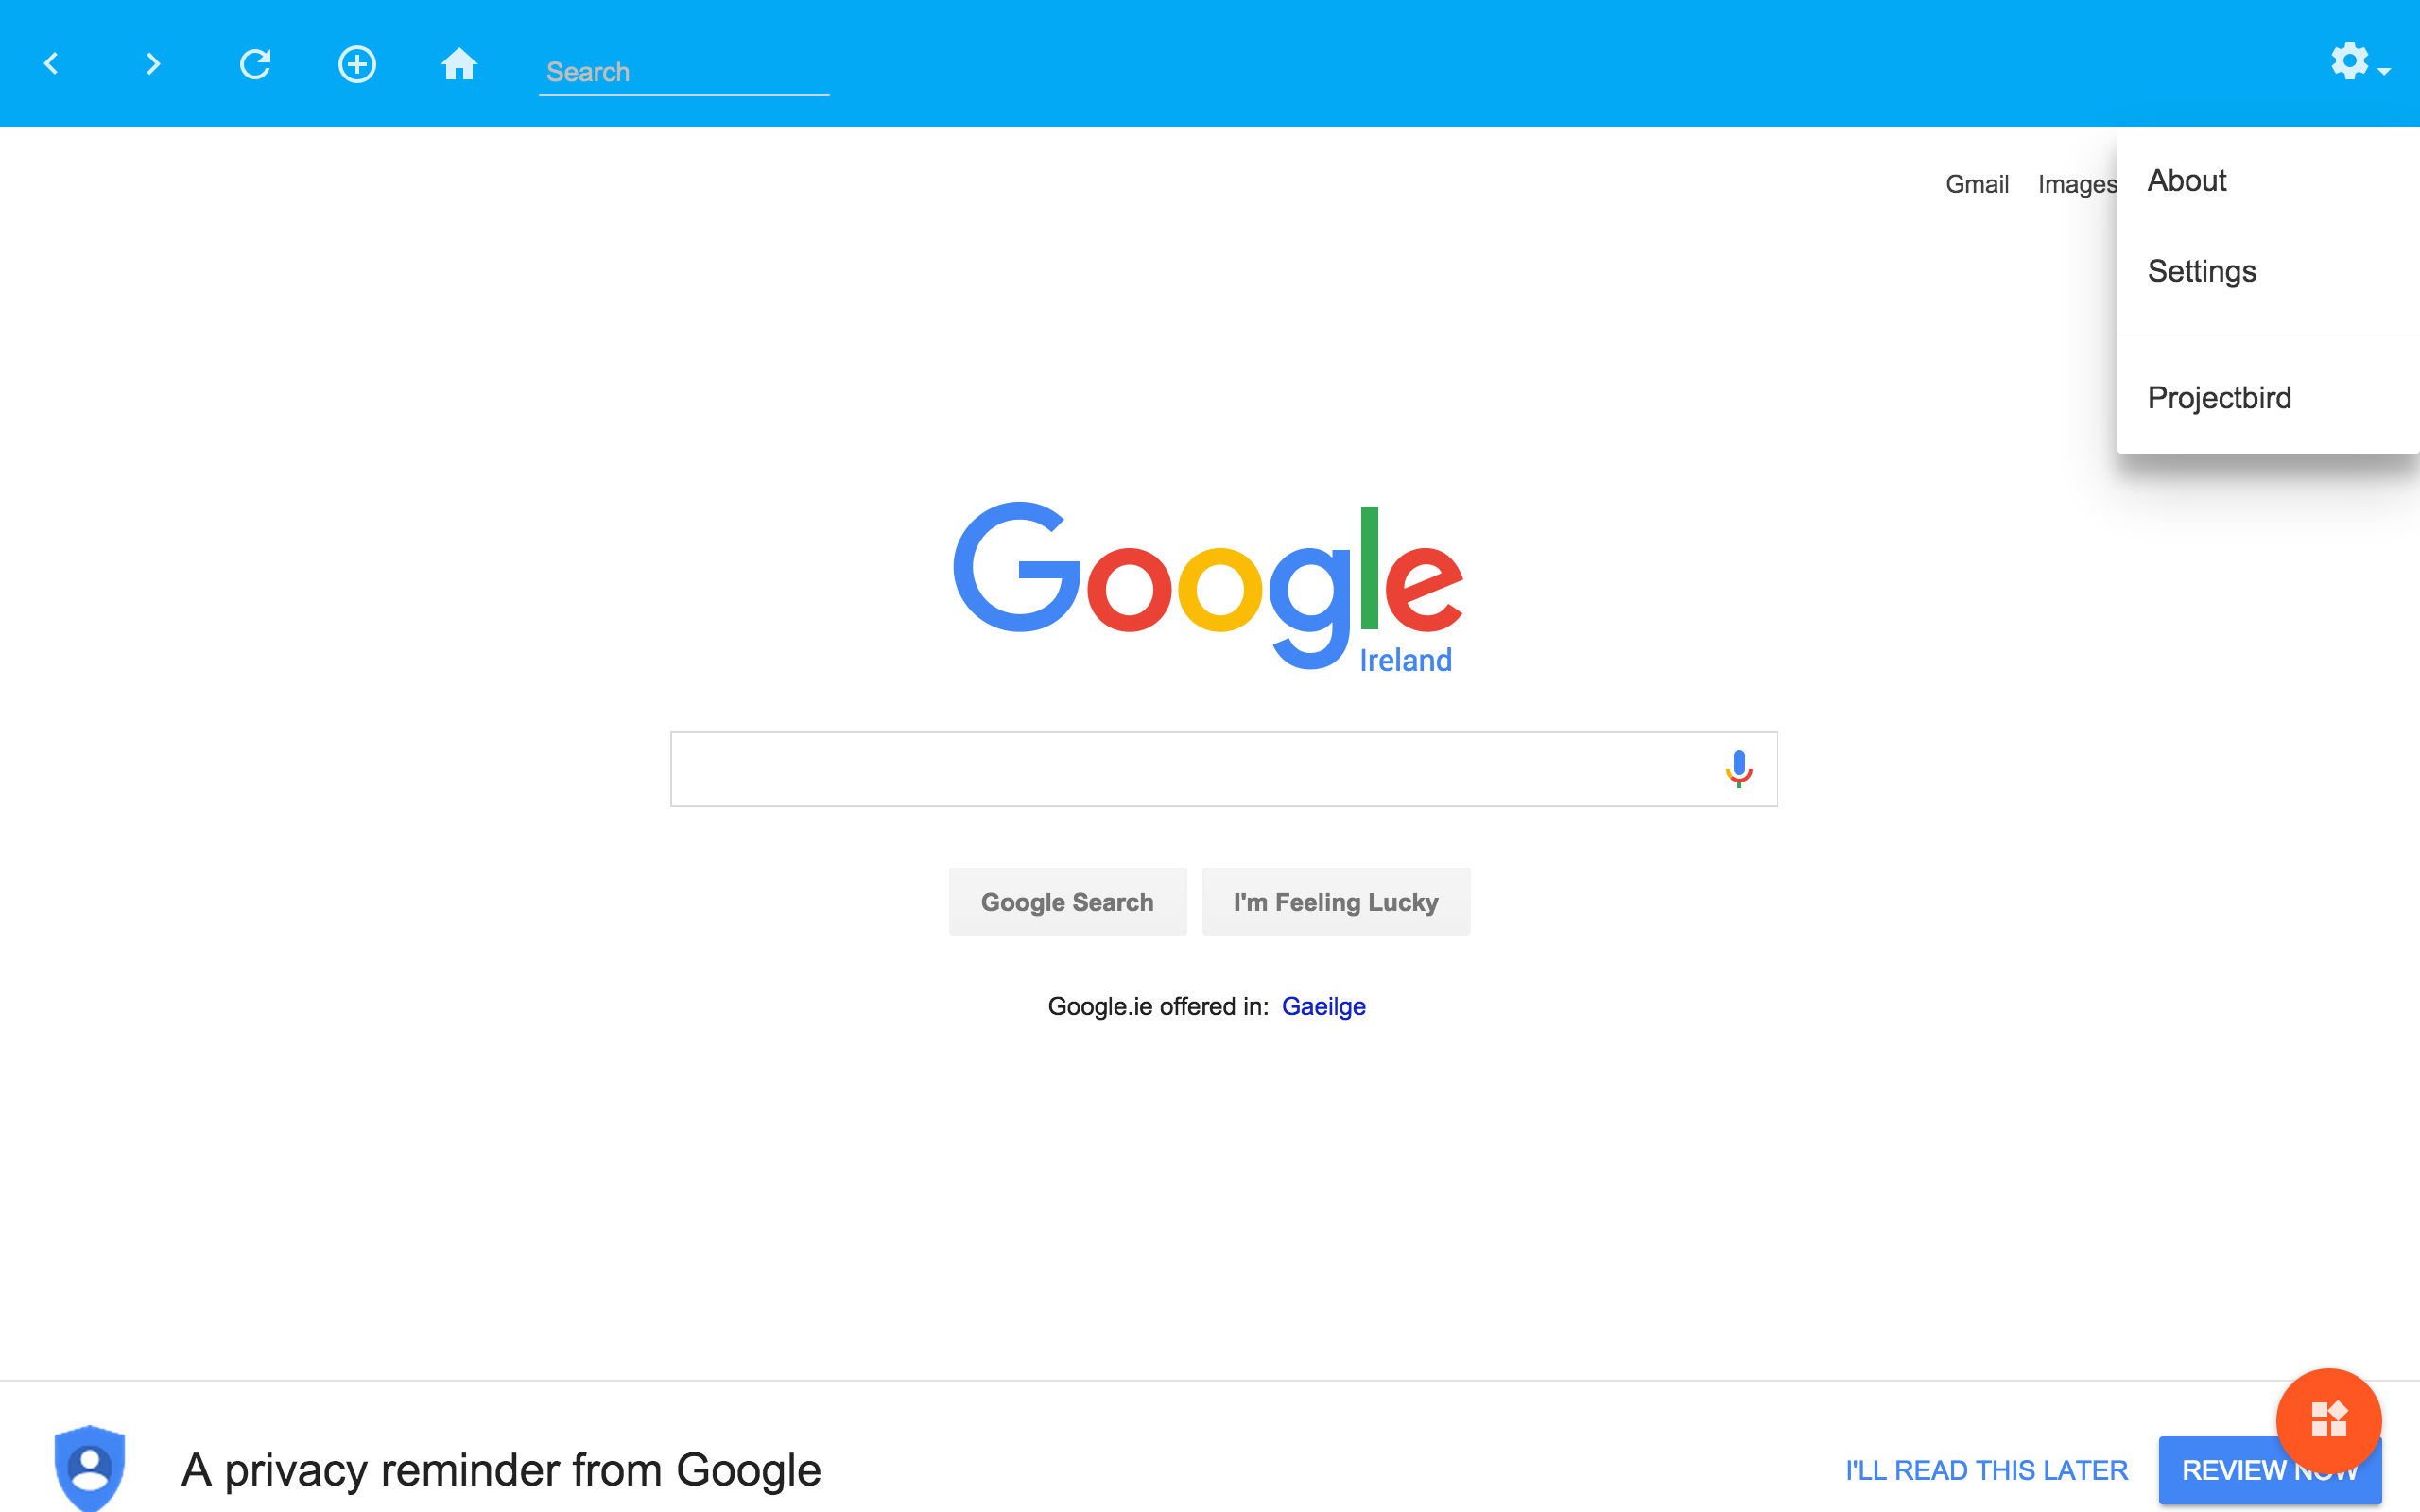 Search
Gmail Images
About
Settings
Projectbird
Google
Ireland
Google Search I'm Feeling Lucky
Google.ie offered in: Gaeilge
A privacy reminder from Google
I'LL READ THIS LATER REVIEW NOW